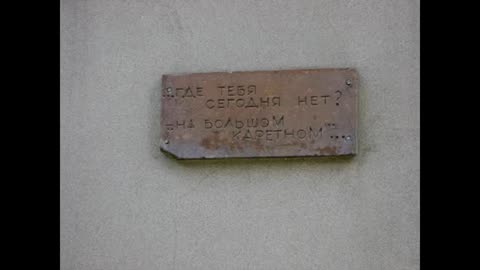 – ГДЕ ТЕБЯ
СЕГОДНЯ НЕТ?
– НА БОЛЬШОМ
КАРЕТНОМ ...